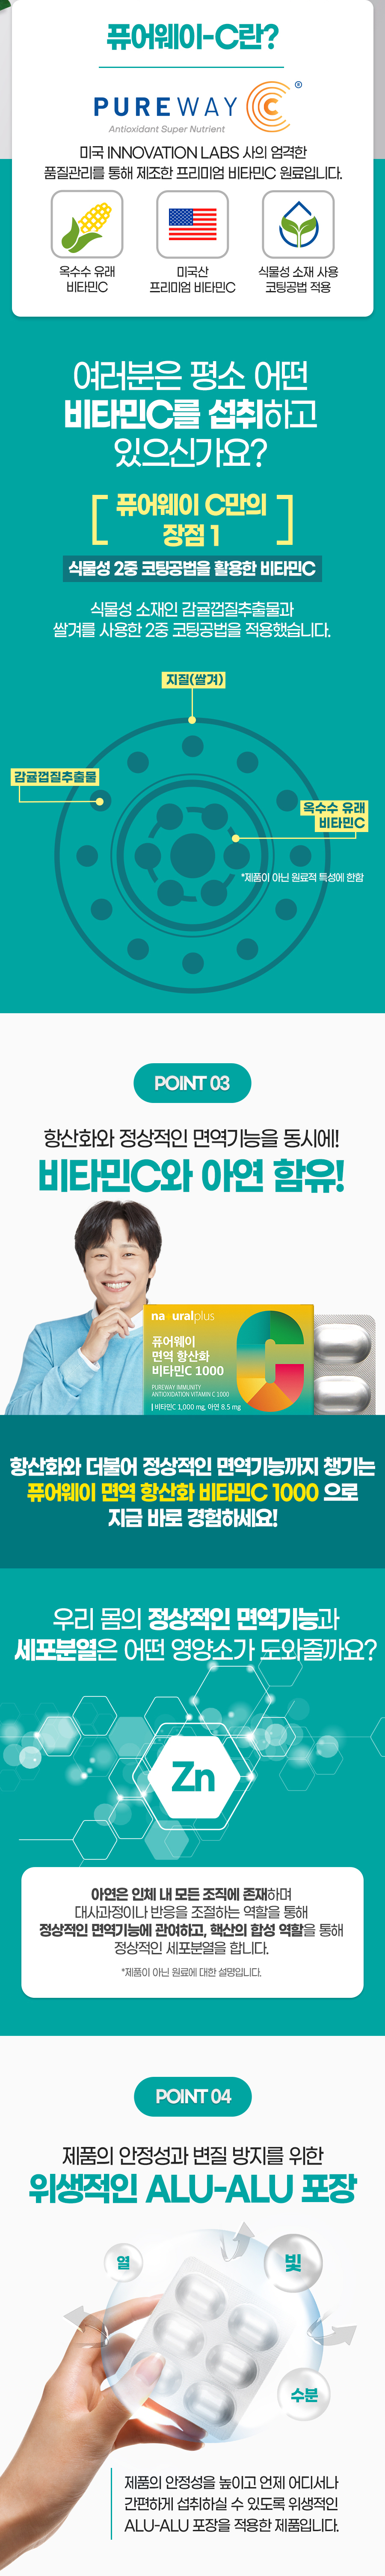 퓨어웨이-C란?
PUREWAY C ®
Antioxidant Super Nutrient
미국 INNOVATION LABS 사의 엄격한
품질관리를 통해 제조한 프리미엄 비타민C 원료입니다.
옥수수 유래
비타민C
미국산
프리미엄 비타민C
식물성 소재 사용
코팅공법 적용
여러분은 평소 어떤
비타민C를 섭취하고
있으신가요?
[ 퓨어웨이 C만의
장점 1 ]
식물성 2중 코팅공법을 활용한 비타민C
식물성 소재인 감귤껍질추출물과
쌀겨를 사용한 2중 코팅공법을 적용했습니다.
지질(쌀겨)
감귤껍질추출물
옥수수 유래
비타민C
*제품이 아닌 원료적 특성에 한함
POINT 03
항산화와 정상적인 면역기능을 동시에!
비타민C와 아연 함유!
naturalplus
퓨어웨이
면역 항산화
비타민C 1000
PUREWAY IMMUNITY
ANTIOXIDATION VITAMIN C 1000
비타민C 1,000 mg, 아연 8.5 mg
항산화와 더불어 정상적인 면역기능까지 챙기는
퓨어웨이 면역 항산화 비타민C 1000 으로
지금 바로 경험하세요!
우리 몸의 정상적인 면역기능과
세포분열은 어떤 영양소가 도와줄까요?
Zn
아연은 인체 내 모든 조직에 존재하며
대사과정이나 반응을 조절하는 역할을 통해
정상적인 면역기능에 관여하고, 핵산의 합성 역할을 통해
정상적인 세포분열을 합니다.
*제품이 아닌 원료에 대한 설명입니다.
POINT 04
제품의 안정성과 변질 방지를 위한
위생적인 ALU-ALU 포장
열
빛
수분
제품의 안정성을 높이고 언제 어디서나
간편하게 섭취하실 수 있도록 위생적인
ALU-ALU 포장을 적용한 제품입니다.